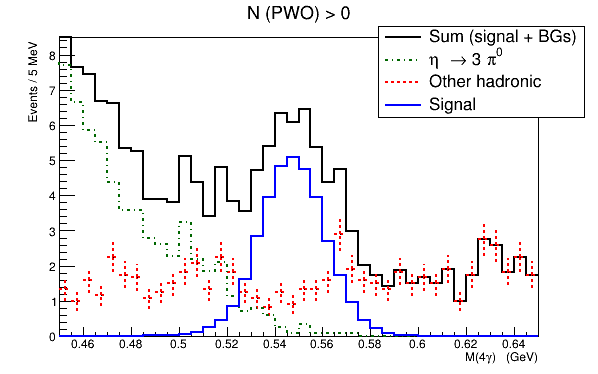 N (PWO) > 0
Sum (signal + BGs)
η → 3 π⁰
Other hadronic
Signal
Events / 5 MeV
8
7
6
5
4
3
2
1
0
0.46 0.48 0.5 0.52 0.54 0.56 0.58 0.6 0.62 0.64
M(4γ) (GeV)